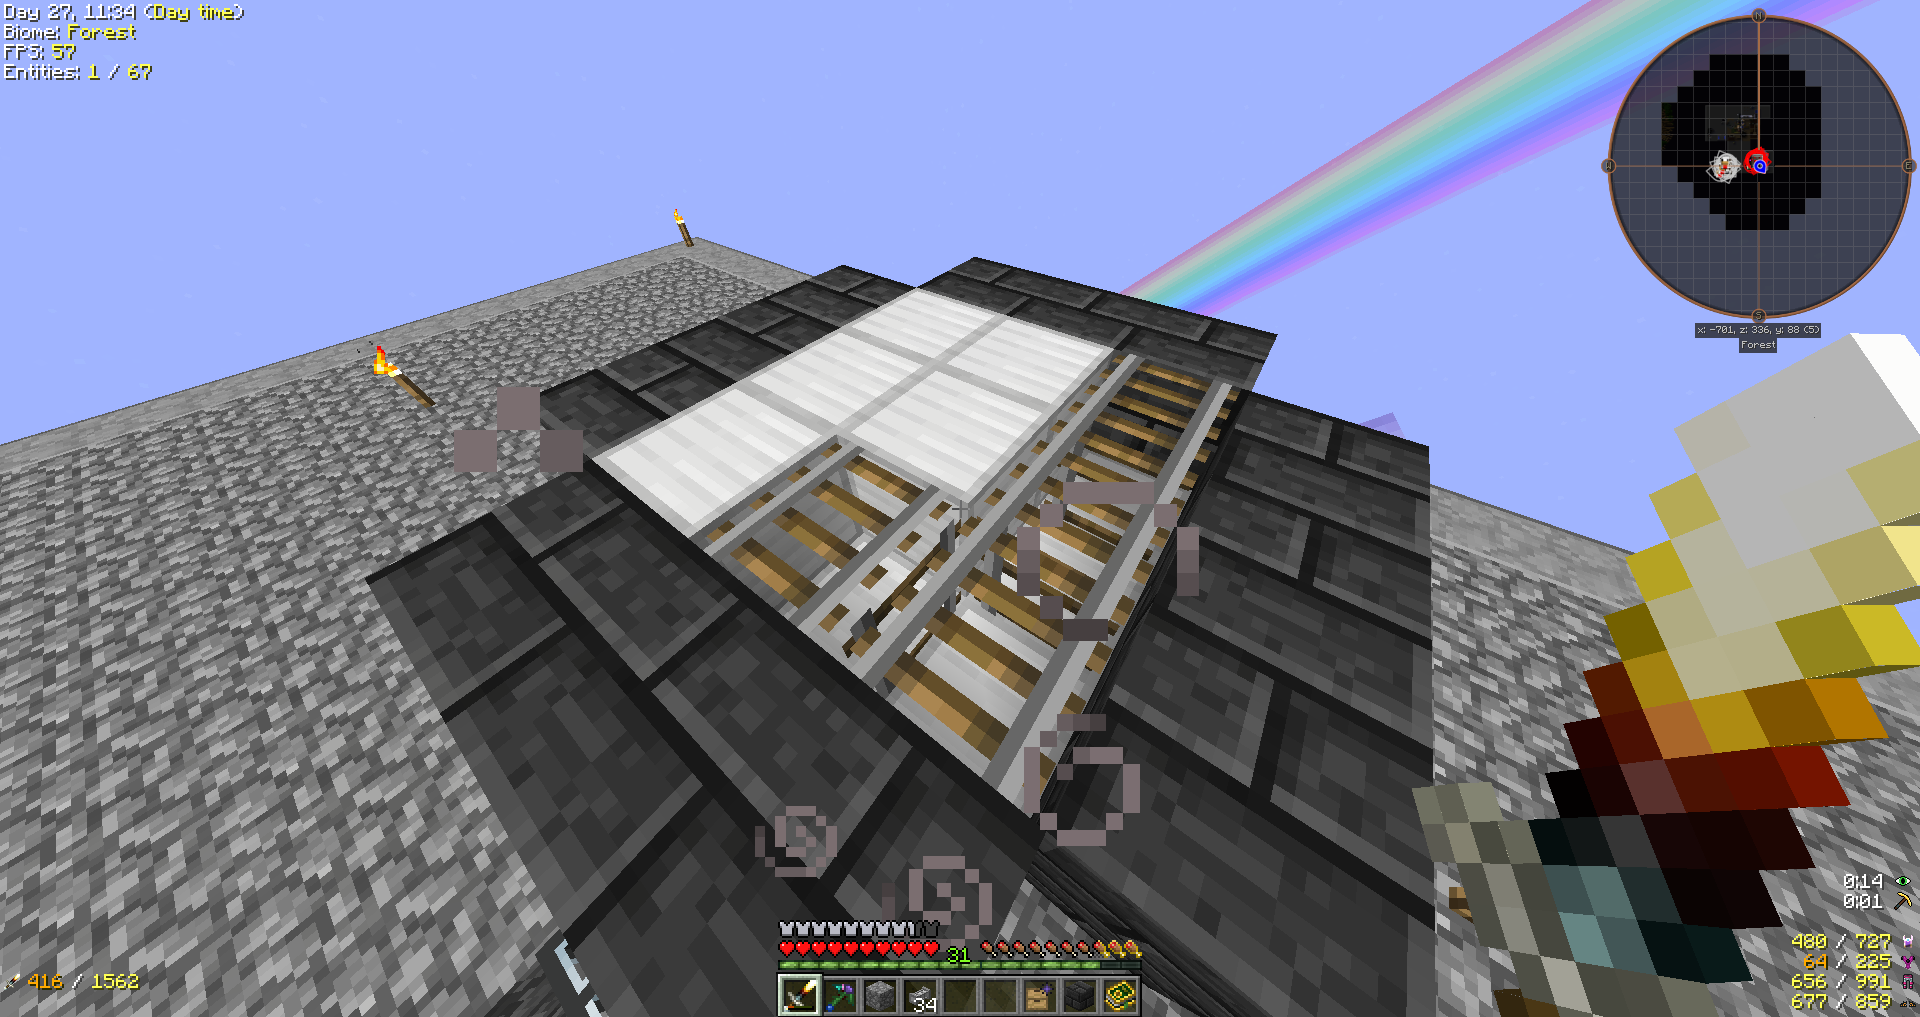 Day 27, 11:34 (Day time)
Biome: Forest
FPS: 57
Entities: 1 / 67
N
W
E
S
x: -701, z: 336, y: 88 (5)
Forest
0:14
0:01
480 / 727
64 / 225
656 / 991
677 / 859
416 / 1562
31
34